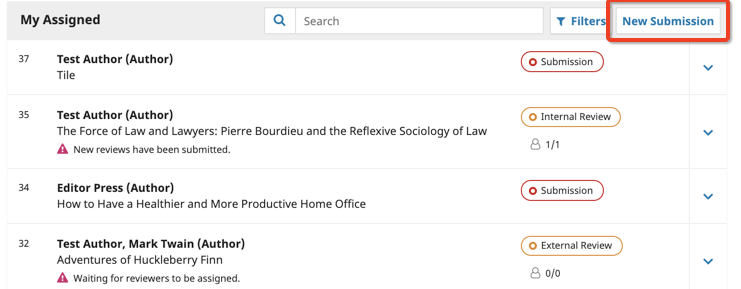 My Assigned
Search
Filters
New Submission
37
Test Author (Author)
Submission
Tile
35
Test Author (Author)
Internal Review
The Force of Law and Lawyers: Pierre Bourdieu and the Reflexive Sociology of Law
New reviews have been submitted.
1/1
34
Editor Press (Author)
Submission
How to Have a Healthier and More Productive Home Office
32
Test Author, Mark Twain (Author)
External Review
Adventures of Huckleberry Finn
Waiting for reviewers to be assigned.
0/0